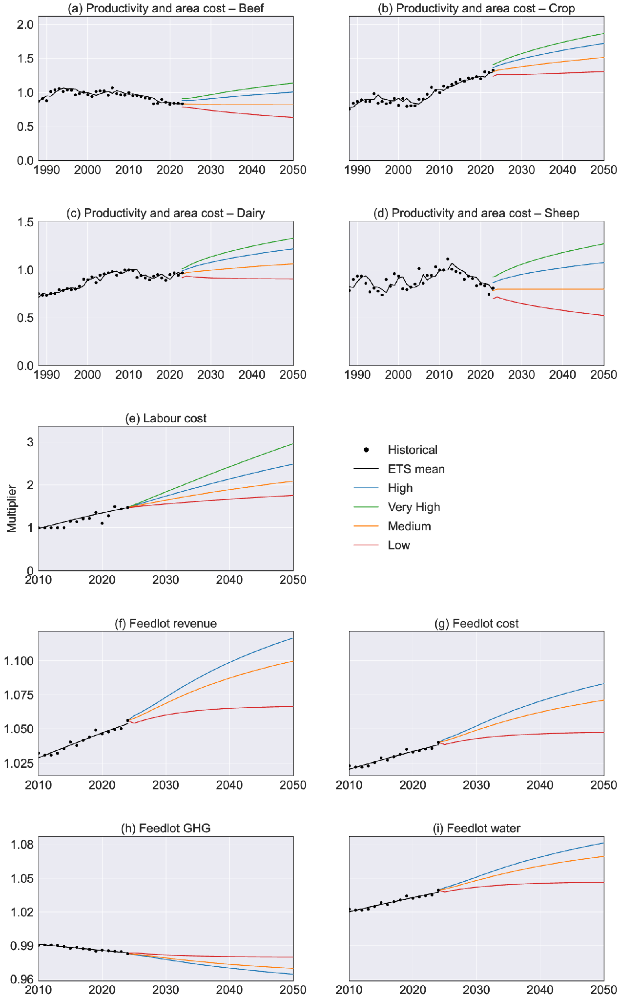 (a) Productivity and area cost – Beef
(b) Productivity and area cost – Crop
2.0
1.5
1.0
0.5
0.0
1990 2000 2010 2020 2030 2040 2050
1990 2000 2010 2020 2030 2040 2050
(c) Productivity and area cost – Dairy
(d) Productivity and area cost – Sheep
1.5
1.0
0.5
0.0
1990 2000 2010 2020 2030 2040 2050
1990 2000 2010 2020 2030 2040 2050
(e) Labour cost
Multiplier
3
2
1
0
2010 2020 2030 2040 2050
Historical
ETS mean
High
Very High
Medium
Low
(f) Feedlot revenue
(g) Feedlot cost
1.100
1.075
1.050
1.025
2010 2020 2030 2040 2050
2010 2020 2030 2040 2050
(h) Feedlot GHG
(i) Feedlot water
1.08
1.05
1.02
0.99
0.96
2010 2020 2030 2040 2050
2010 2020 2030 2040 2050